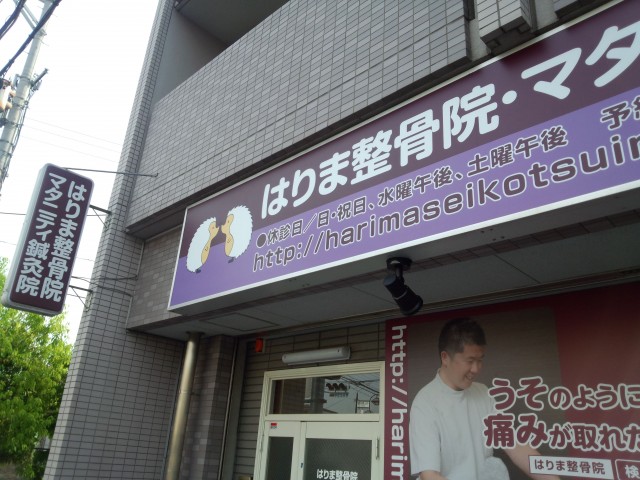 はりま整骨院
マタニティ鍼灸院
はりま整骨院・マタ
●休診日／日・祝日、水曜午後、土曜午後 予約
http://harimaseikotsuin
はりま整骨院
http://harim
うそのように
痛みが取れた
はりま整骨院 検